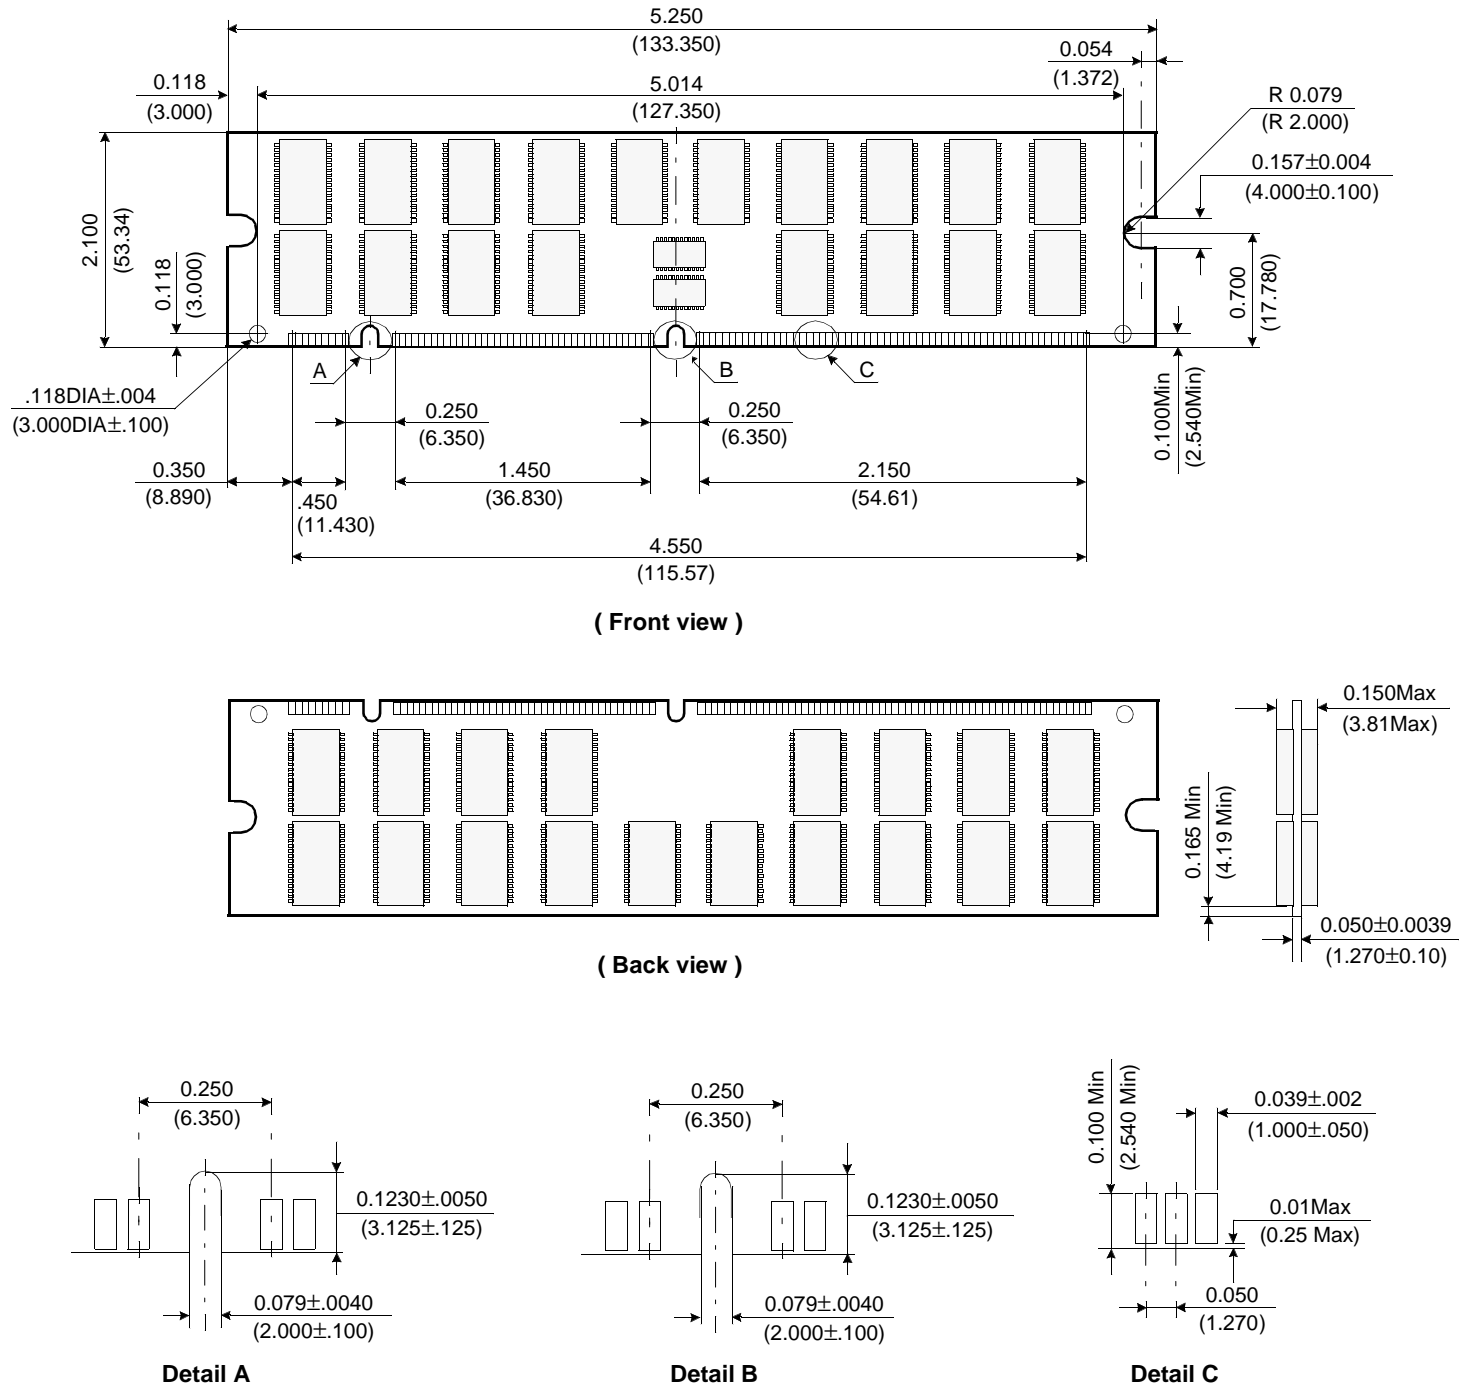 5.250
(133.350)
0.054
(1.372)
0.118
(3.000)
5.014
(127.350)
R 0.079
(R 2.000)
0.157±0.004
(4.000±0.100)
2.100
(53.34)
0.118
(3.000)
0.700
(17.780)
A
B
C
.118DIA±.004
(3.000DIA±.100)
0.250
(6.350)
0.250
(6.350)
0.100Min
(2.540Min)
0.350
(8.890)
.450
(11.430)
1.450
(36.830)
2.150
(54.61)
4.550
(115.57)
( Front view )
0.150Max
(3.81Max)
0.165 Min
(4.19 Min)
0.050±0.0039
(1.270±0.10)
( Back view )
0.250
(6.350)
0.1230±.0050
(3.125±.125)
0.079±.0040
(2.000±.100)
Detail A
0.250
(6.350)
0.1230±.0050
(3.125±.125)
0.079±.0040
(2.000±.100)
Detail B
0.100 Min
(2.540 Min)
0.039±.002
(1.000±.050)
0.01Max
(0.25 Max)
0.050
(1.270)
Detail C